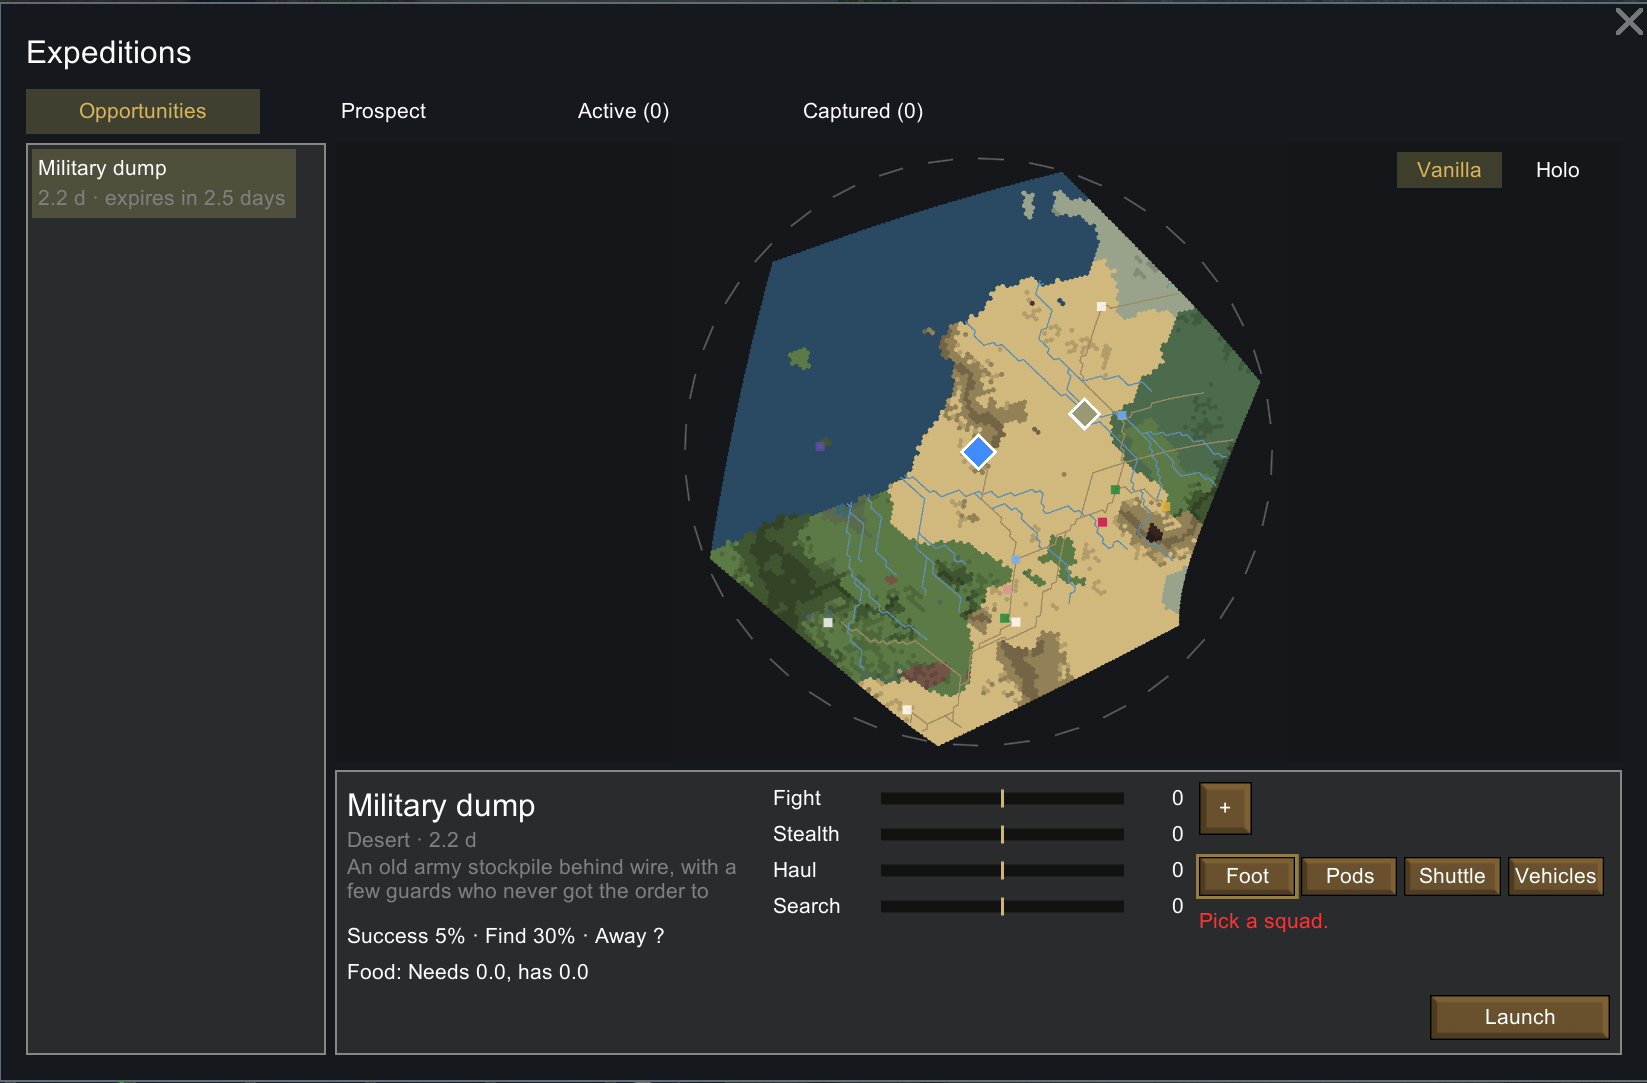 Expeditions
Opportunities
Prospect
Active (0)
Captured (0)
Military dump
2.2 d · expires in 2.5 days
Vanilla
Holo
Military dump
Desert · 2.2 d
An old army stockpile behind wire, with a
few guards who never got the order to
Success 5% · Find 30% · Away ?
Food: Needs 0.0, has 0.0
Fight 0
Stealth 0
Haul 0
Search 0
+
Foot
Pods
Shuttle
Vehicles
Pick a squad.
Launch